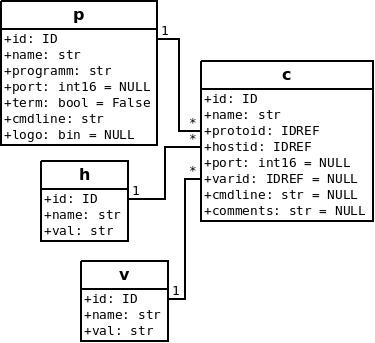 p
+id: ID
+name: str
+programm: str
+port: int16 = NULL
+term: bool = False
+cmdline: str
+logo: bin = NULL
1
c
+id: ID
+name: str
+protoid: IDREF
+hostid: IDREF
+port: int16 = NULL
+varid: IDREF = NULL
+cmdline: str = NULL
+comments: str = NULL
*
*
*
h
+id: ID
+name: str
+val: str
1
v
+id: ID
+name: str
+val: str
1